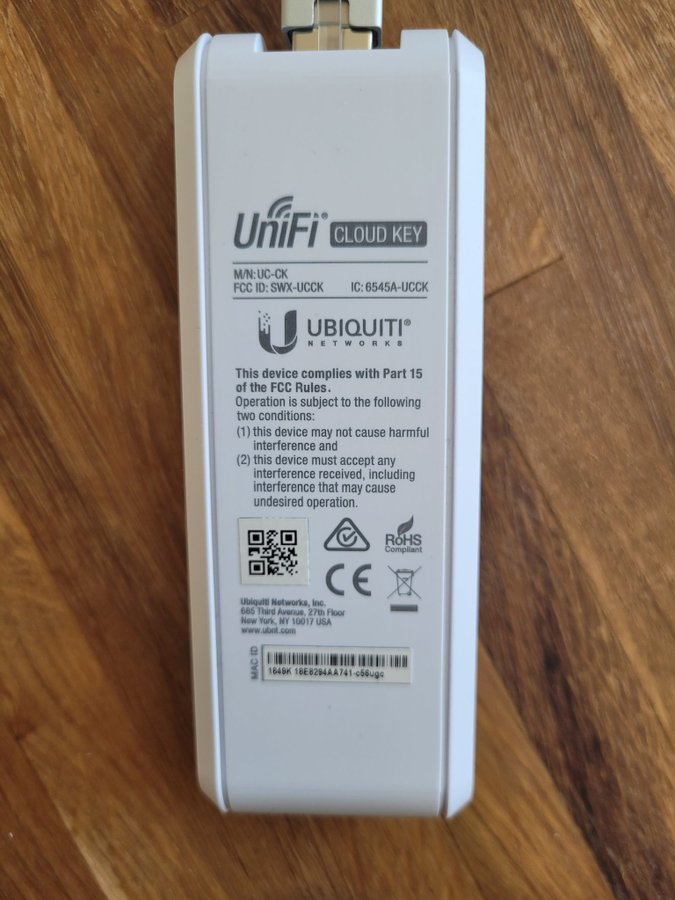 UniFi® CLOUD KEY
M/N: UC-CK
FCC ID: SWX-UCCK IC: 6545A-UCCK
UBIQUITI®
NETWORKS
This device complies with Part 15
of the FCC Rules.
Operation is subject to the following
two conditions:
(1) this device may not cause harmful
interference and
(2) this device must accept any
interference received, including
interference that may cause
undesired operation.
RoHS
Compliant
CE
Ubiquiti Networks, Inc.
685 Third Avenue, 27th Floor
New York, NY 10017 USA
www.ubnt.com
MAC ID
1649K 18E8294AA741-c56ugc